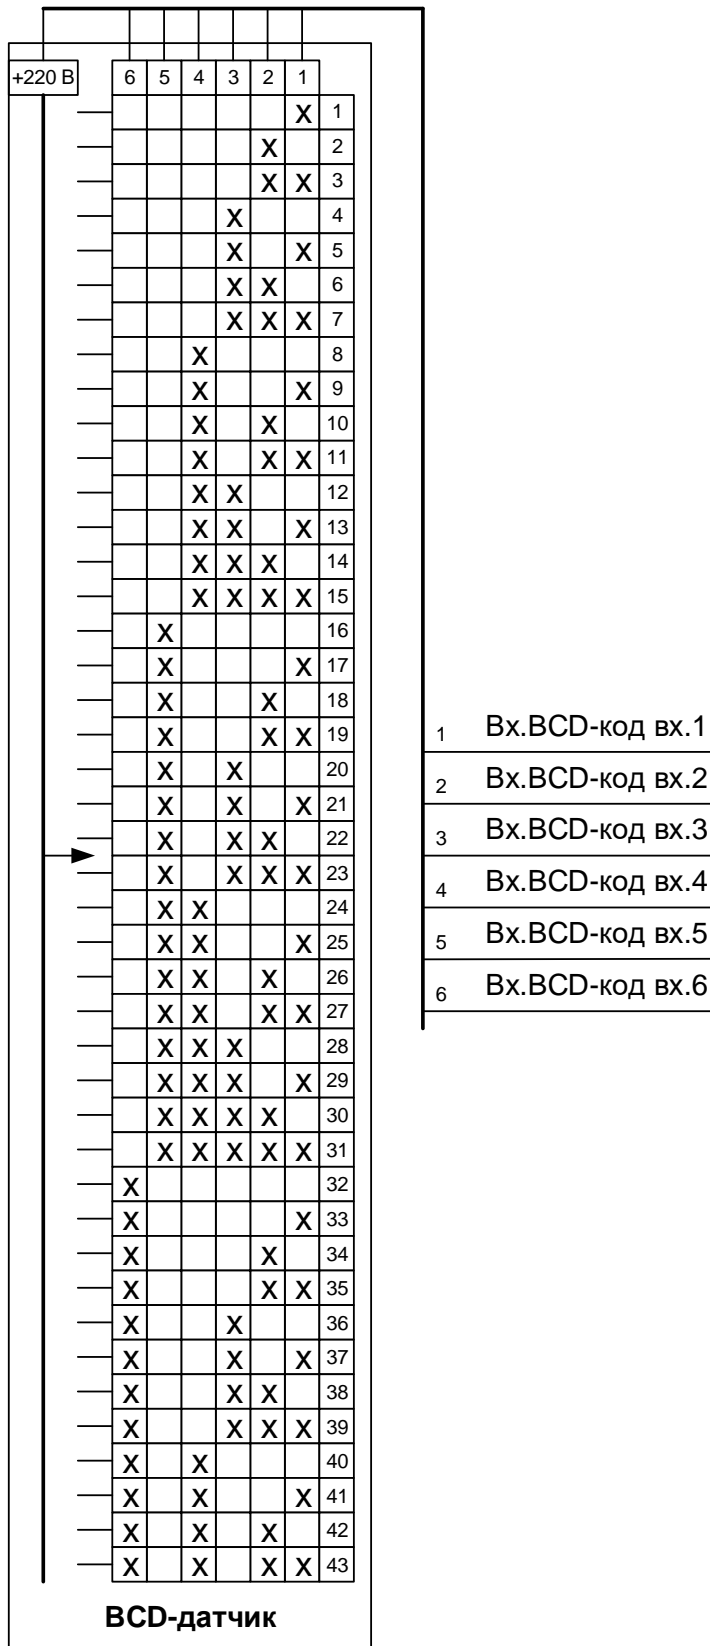 +220 В 6 5 4 3 2 1
X 1
X 2
X X 3
X 4
X X 5
X X 6
X X X 7
X 8
X X 9
X X 10
X X X 11
X X 12
X X X 13
X X X 14
X X X X 15
X 16
X X 17
X X 18
X X X 19
X X 20
X X X 21
X X X 22
X X X X 23
X X 24
X X X 25
X X X 26
X X X X 27
X X X 28
X X X X 29
X X X X 30
X X X X X 31
X 32
X X 33
X X 34
X X X 35
X X 36
X X X 37
X X X 38
X X X X 39
X X 40
X X X 41
X X X 42
X X X X 43
BCD-датчик
1 Вх.BCD-код вх.1
2 Вх.BCD-код вх.2
3 Вх.BCD-код вх.3
4 Вх.BCD-код вх.4
5 Вх.BCD-код вх.5
6 Вх.BCD-код вх.6